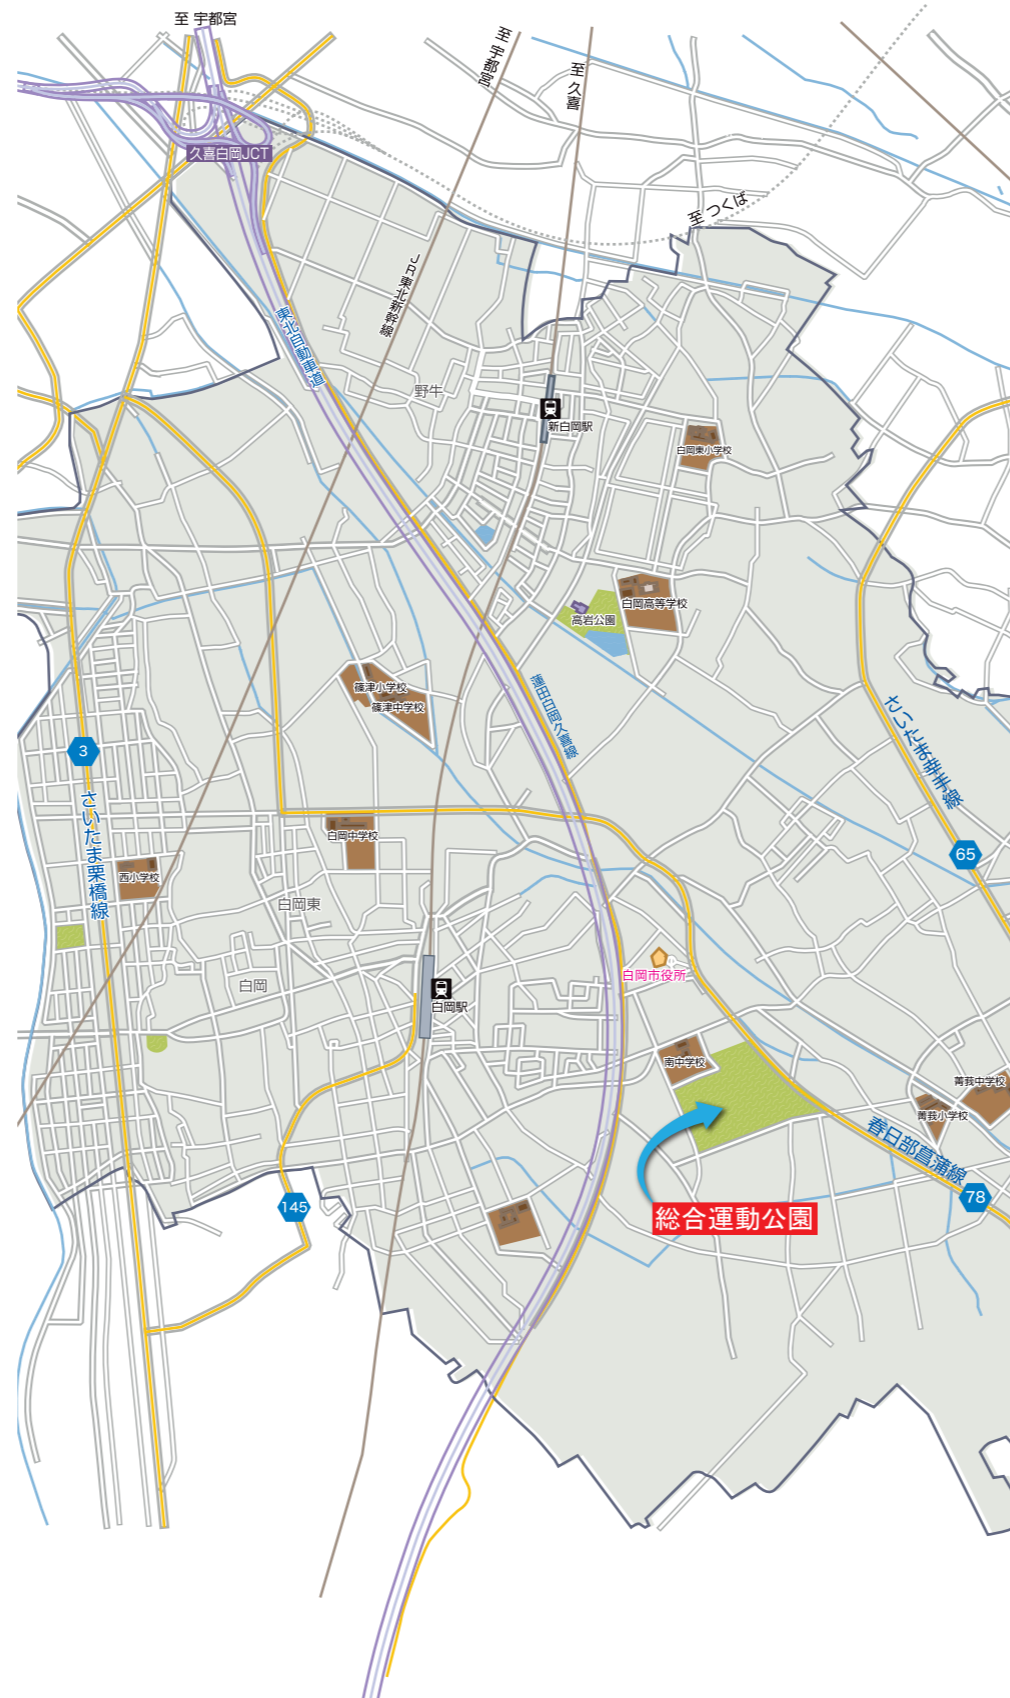 至 宇都宮
至 宇都宮
至 久喜
久喜白岡JCT
至 つくば
JR東北新幹線
東北自動車道
野牛
新白岡駅
白岡東小学校
白岡高等学校
高岩公園
篠津小学校
篠津中学校
蓮田白岡久喜線
さいたま幸手線
3
さいたま栗橋線
白岡中学校
65
西小学校
白岡東
白岡市役所
白岡
白岡駅
南中学校
菁莪中学校
菁莪小学校
春日部菖蒲線
78
145
総合運動公園